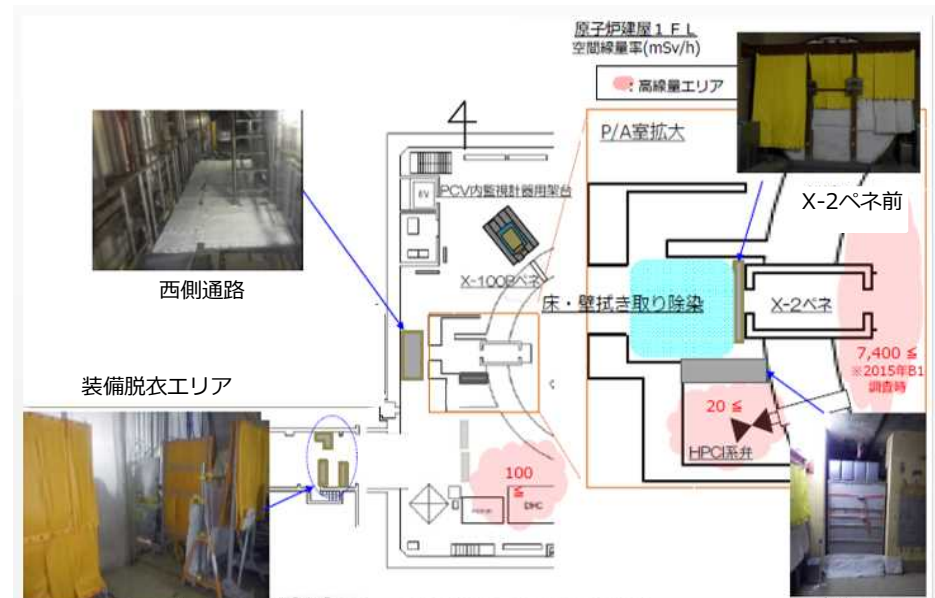 原子炉建屋１FL
空間線量率(mSv/h)
：高線量エリア
P/A室拡大
4
EV
PCV内監視計器用架台
X-2ペネ前
西側通路
X-100Bペネ
床・壁拭き取り除染
X-2ペネ
7,400 ≦
※2015年B1
調査時
装備脱衣エリア
20 ≦
HPCI系弁
100
≦
DHC